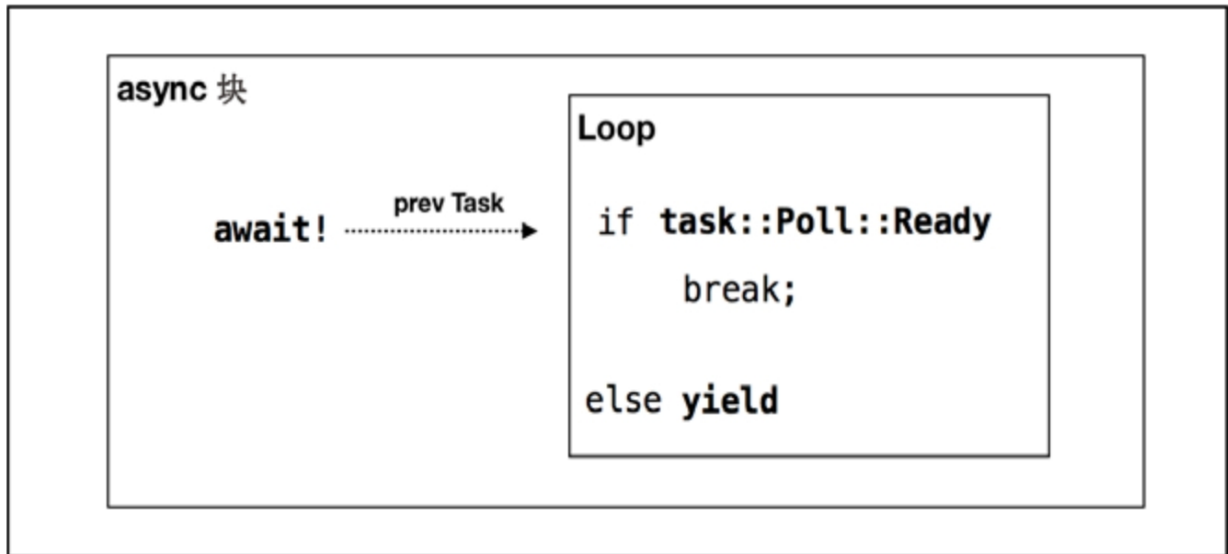 async 块
Loop
prev Task
await!
if task::Poll::Ready
break;
else yield